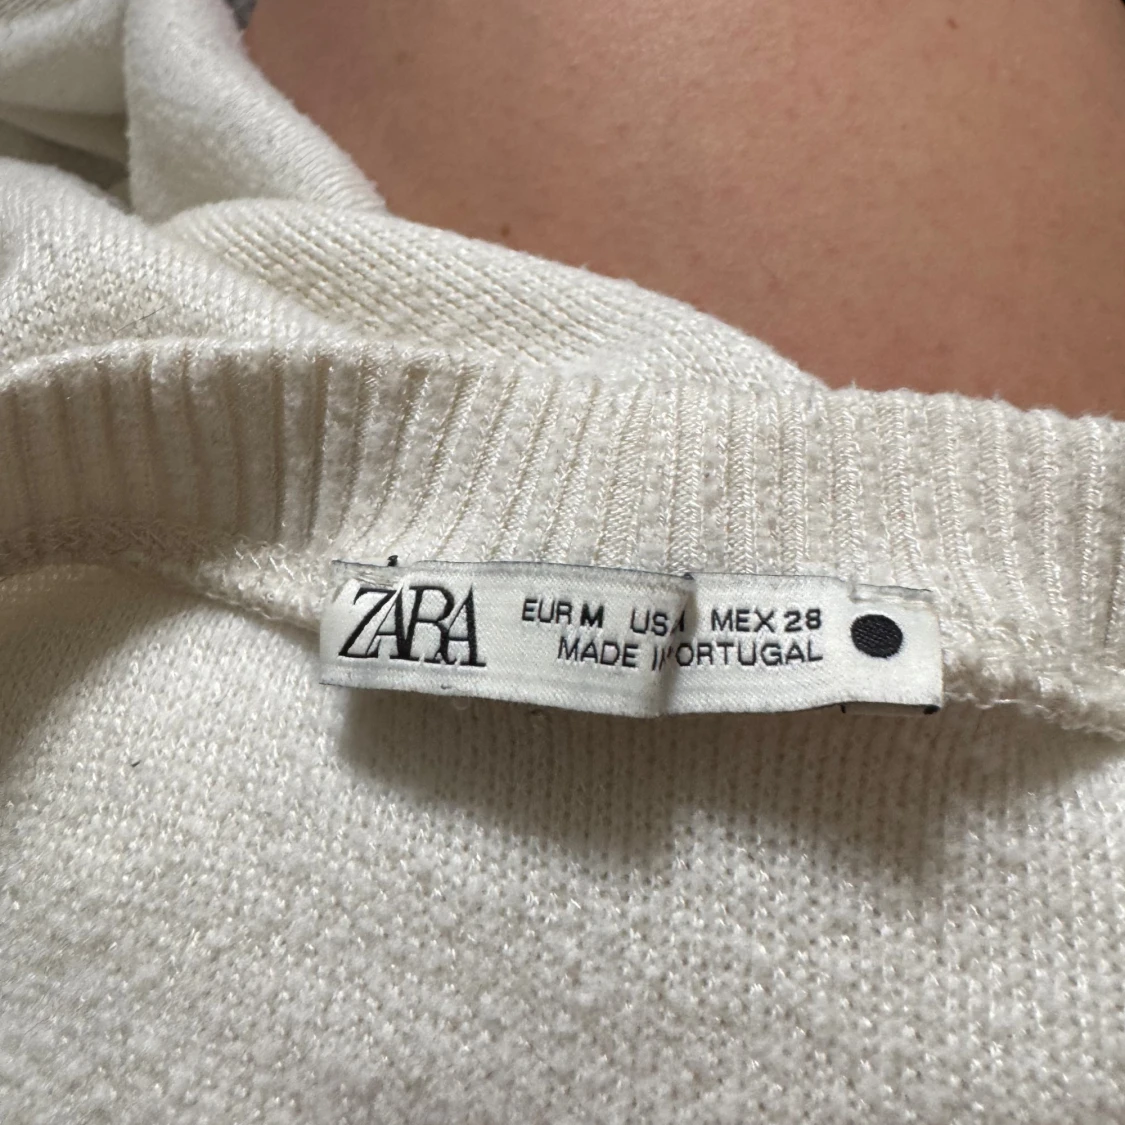 ZARA
EUR M USA MEX 28
MADE IN PORTUGAL